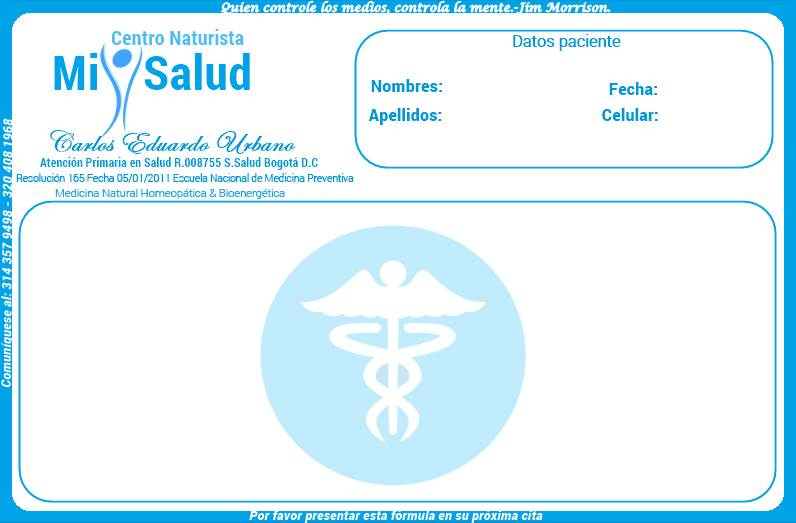 Quien controle los medios, controla la mente.-Jim Morrison.
Centro Naturista
Mi Salud
Carlos Eduardo Urbano
Atención Primaria en Salud R.008755 S.Salud Bogotá D.C
Resolución 165 Fecha 05/01/2011 Escuela Nacional de Medicina Preventiva
Medicina Natural Homeopática & Bioenergética
Datos paciente
Nombres:
Fecha:
Apellidos:
Celular:
Comuníquese al: 314 357 9498 - 320 408 1968
Por favor presentar esta fórmula en su próxima cita